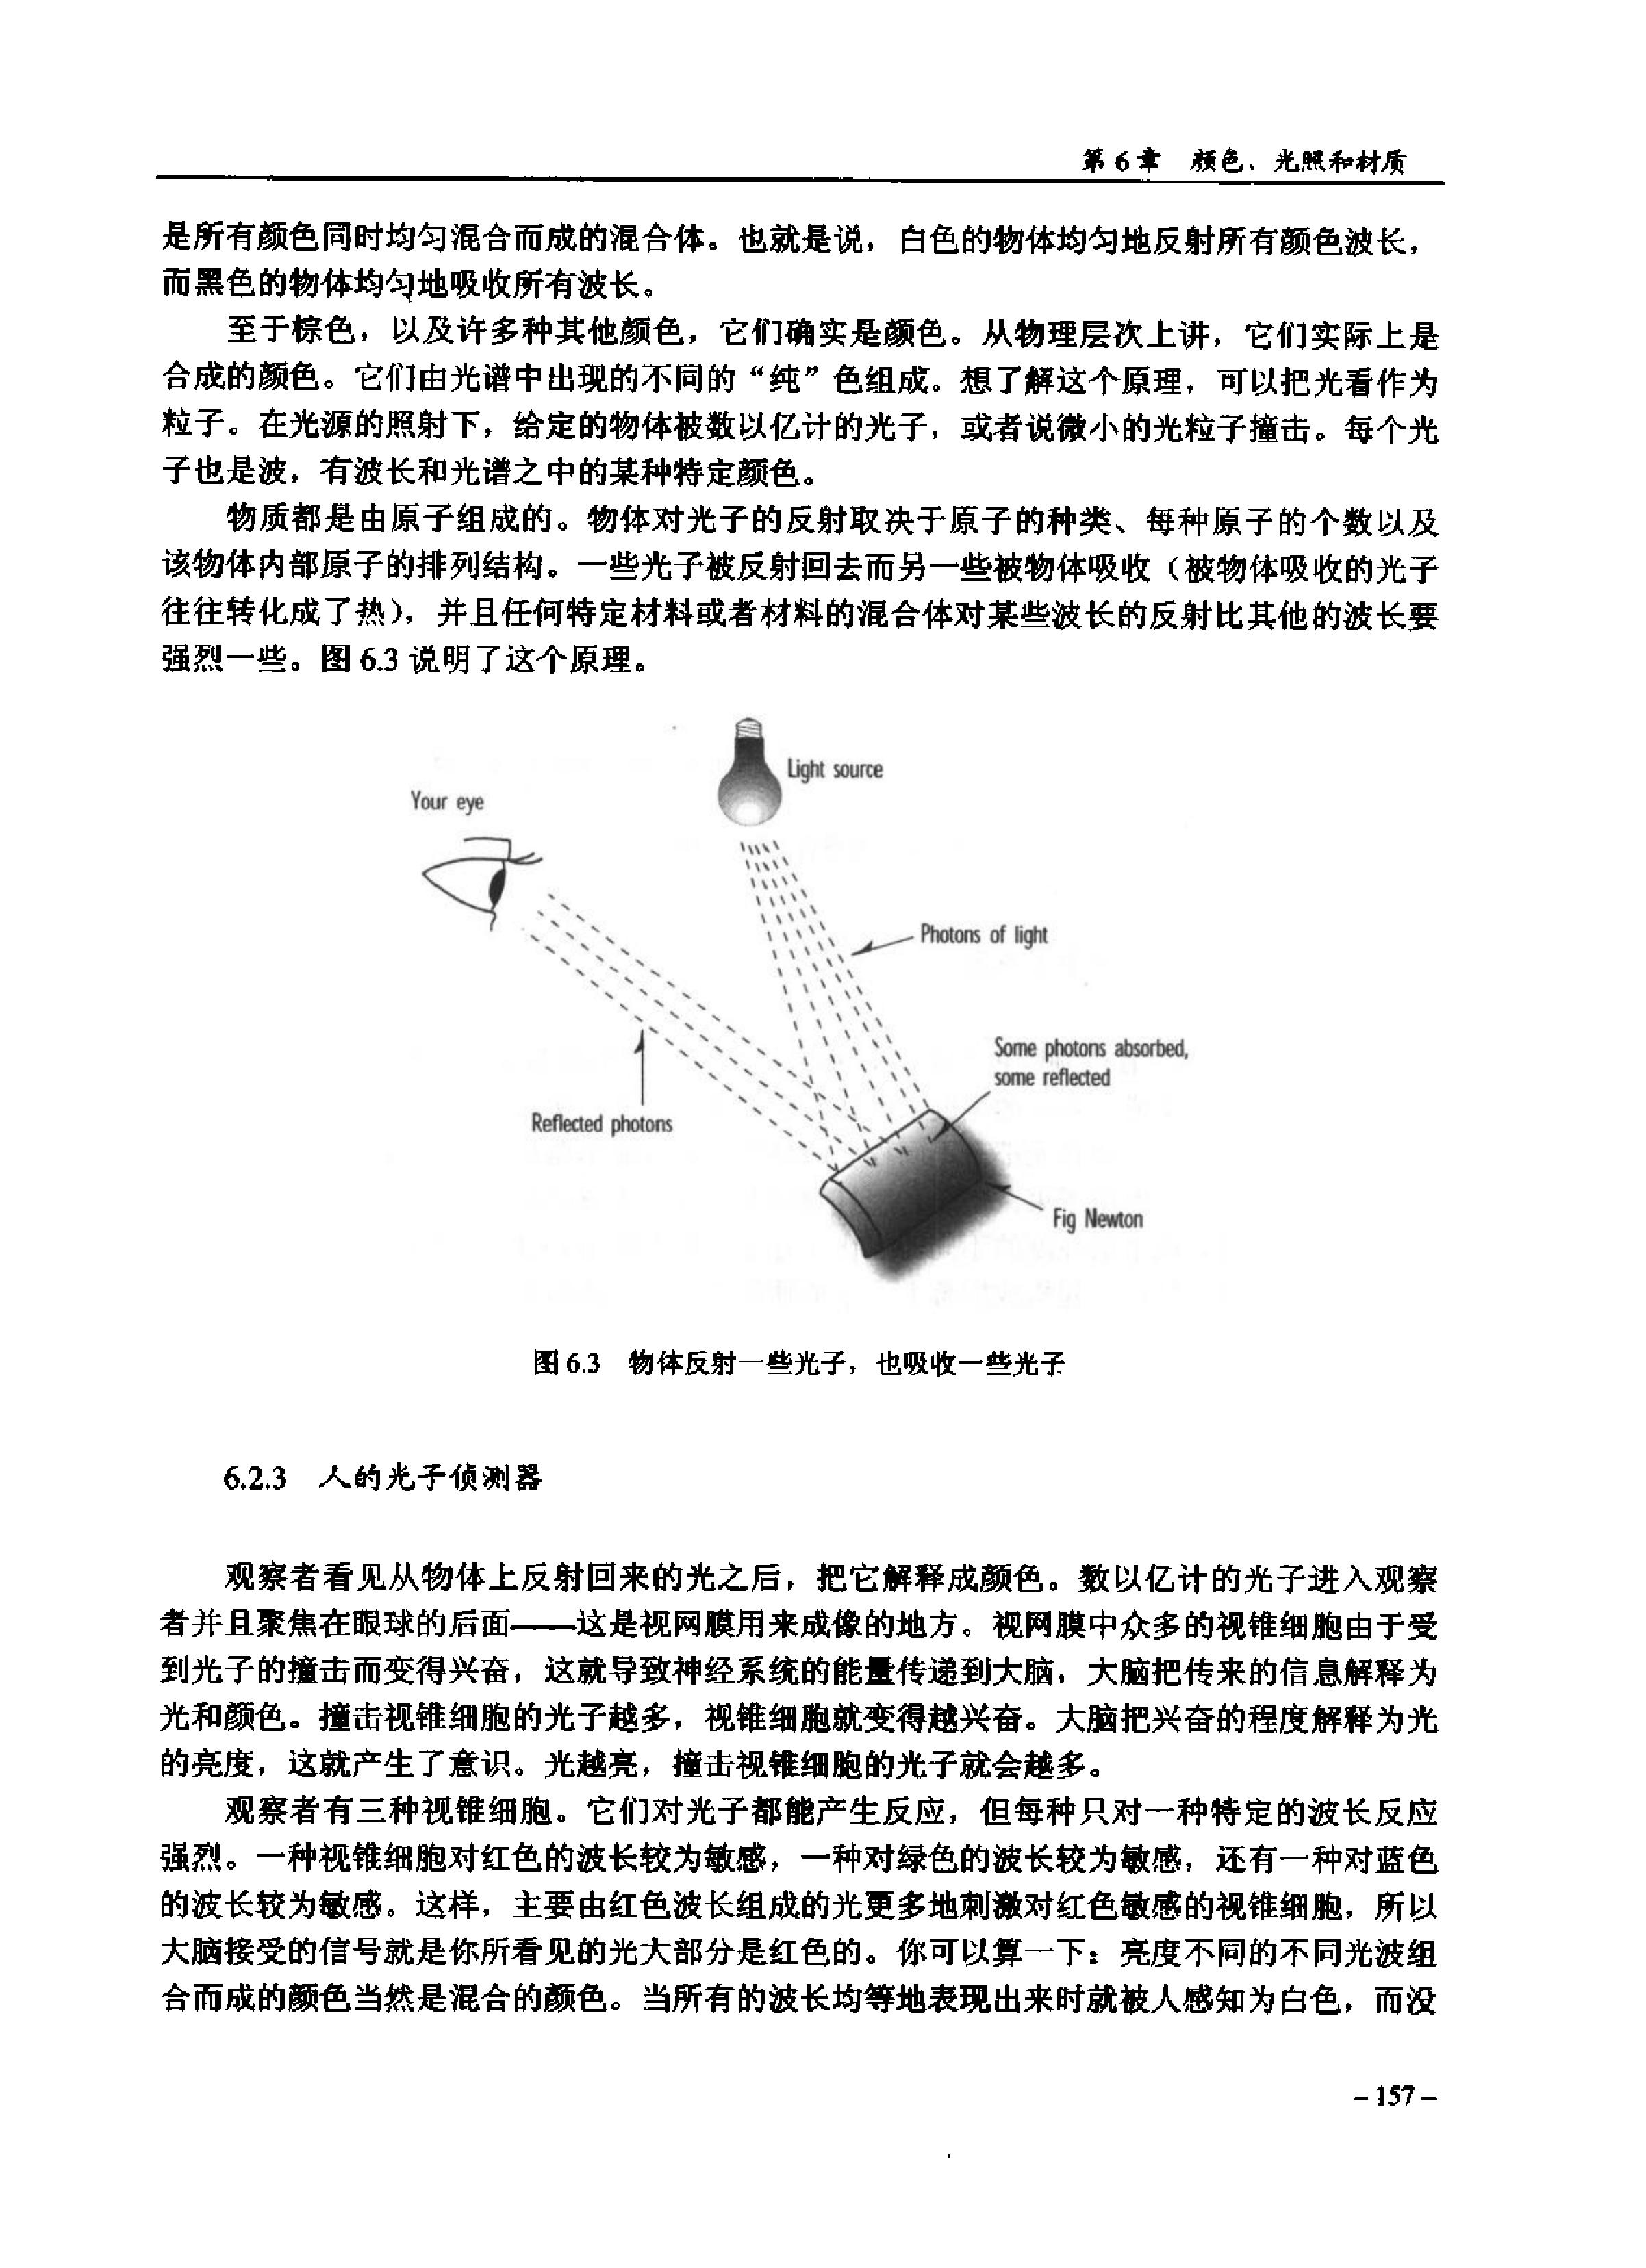 第6章 颜色、光照和材质
是所有颜色同时均匀混合而成的混合体。也就是说，白色的物体均匀地反射所有颜色波长，
而黑色的物体均匀地吸收所有波长。
至于棕色，以及许多种其他颜色，它们确实是颜色。从物理层次上讲，它们实际上是
合成的颜色。它们由光谱中出现的不同的“纯”色组成。想了解这个原理，可以把光看作为
粒子。在光源的照射下，给定的物体被数以亿计的光子，或者说微小的光粒子撞击。每个光
子也是波，有波长和光谱之中的某种特定颜色。
物质都是由原子组成的。物体对光子的反射取决于原子的种类、每种原子的个数以及
该物体内部原子的排列结构。一些光子被反射回去而另一些被物体吸收（被物体吸收的光子
往往转化成了热），并且任何特定材料或者材料的混合体对某些波长的反射比其他的波长要
强烈一些。图6.3说明了这个原理。
Light source
Your eye
Photons of light
Some photons absorbed,
some reflected
Reflected photons
Fig Newton
图6.3 物体反射一些光子，也吸收一些光子
6.2.3 人的光子侦测器
观察者看见从物体上反射回来的光之后，把它解释成颜色。数以亿计的光子进入观察
者并且聚焦在眼球的后面——这是视网膜用来成像的地方。视网膜中众多的视锥细胞由于受
到光子的撞击而变得兴奋，这就导致神经系统的能量传递到大脑，大脑把传来的信息解释为
光和颜色。撞击视锥细胞的光子越多，视锥细胞就变得越兴奋。大脑把兴奋的程度解释为光
的亮度，这就产生了意识。光越亮，撞击视锥细胞的光子就会越多。
观察者有三种视锥细胞。它们对光子都能产生反应，但每种只对一种特定的波长反应
强烈。一种视锥细胞对红色的波长较为敏感，一种对绿色的波长较为敏感，还有一种对蓝色
的波长较为敏感。这样，主要由红色波长组成的光更多地刺激对红色敏感的视锥细胞，所以
大脑接受的信号就是你所看见的光大部分是红色的。你可以算一下：亮度不同的不同光波组
合而成的颜色当然是混合的颜色。当所有的波长均等地表现出来时就被人感知为白色，而没
－157－